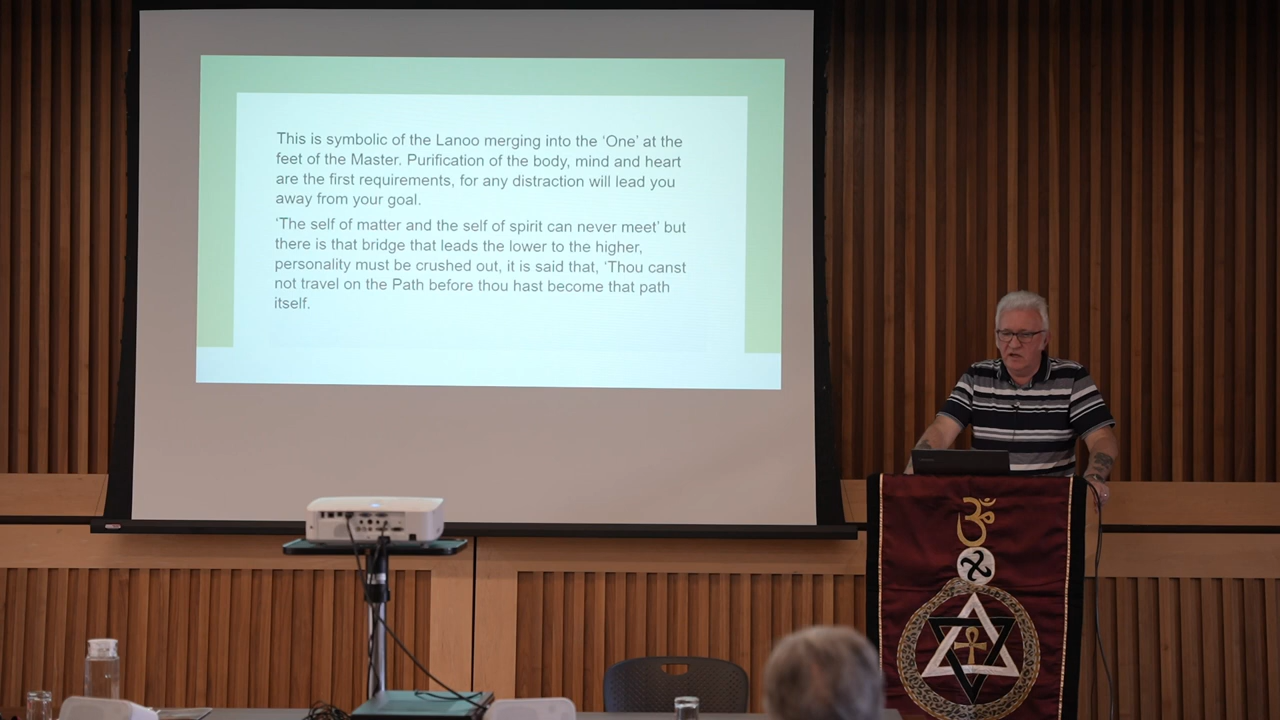 This is symbolic of the Lanoo merging into the ‘One’ at the
feet of the Master. Purification of the body, mind and heart
are the first requirements, for any distraction will lead you
away from your goal.
‘The self of matter and the self of spirit can never meet’ but
there is that bridge that leads the lower to the higher,
personality must be crushed out, it is said that, ‘Thou canst
not travel on the Path before thou hast become that path
itself.
ॐ